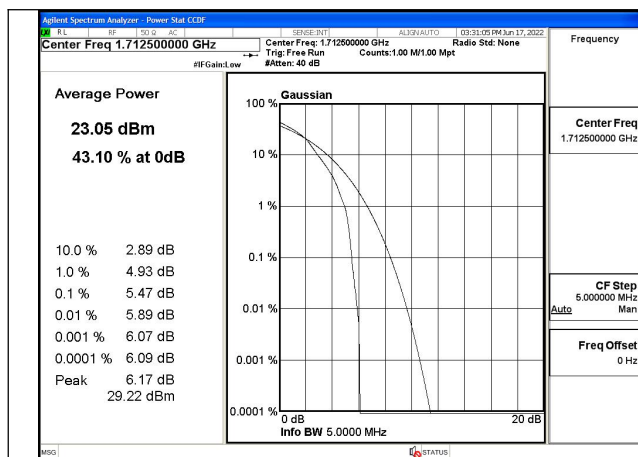 Agilent Spectrum Analyzer - Power Stat CCDF
RL RF 50 Ω AC SENSE:INT ALIGN AUTO 03:31:05 PM Jun 17, 2022
Center Freq 1.712500000 GHz
Center Freq: 1.712500000 GHz Radio Std: None
Trig: Free Run Counts:1.00 M/1.00 Mpt
#IFGain:Low #Atten: 40 dB
Frequency
Average Power
23.05 dBm
43.10 % at 0dB
10.0 % 2.89 dB
1.0 % 4.93 dB
0.1 % 5.47 dB
0.01 % 5.89 dB
0.001 % 6.07 dB
0.0001 % 6.09 dB
Peak 6.17 dB
29.22 dBm
Gaussian
100 %
10 %
1 %
0.1 %
0.01 %
0.001 %
0.0001 %
0 dB 20 dB
Info BW 5.0000 MHz
Center Freq
1.712500000 GHz
CF Step
5.000000 MHz
Auto Man
Freq Offset
0 Hz
MSG STATUS